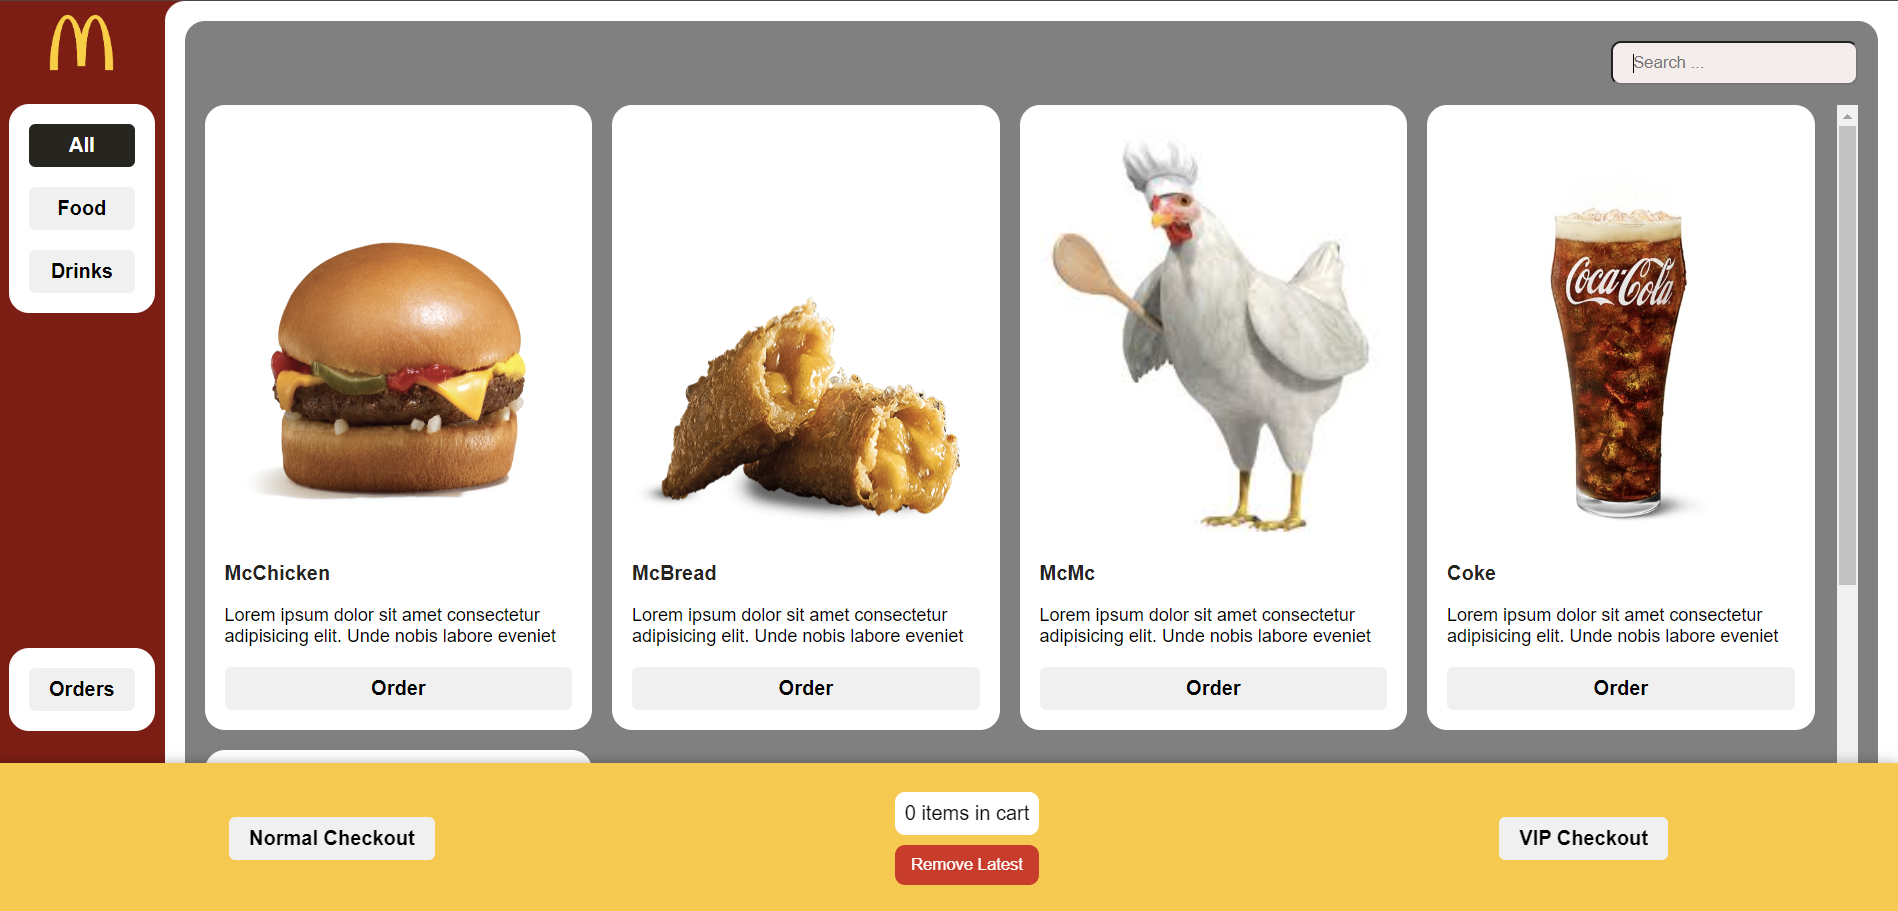 All
Food
Drinks
Orders
Search ...
Coca-Cola
McChicken
Lorem ipsum dolor sit amet consectetur
adipisicing elit. Unde nobis labore eveniet
Order
McBread
Lorem ipsum dolor sit amet consectetur
adipisicing elit. Unde nobis labore eveniet
Order
McMc
Lorem ipsum dolor sit amet consectetur
adipisicing elit. Unde nobis labore eveniet
Order
Coke
Lorem ipsum dolor sit amet consectetur
adipisicing elit. Unde nobis labore eveniet
Order
Normal Checkout
0 items in cart
Remove Latest
VIP Checkout